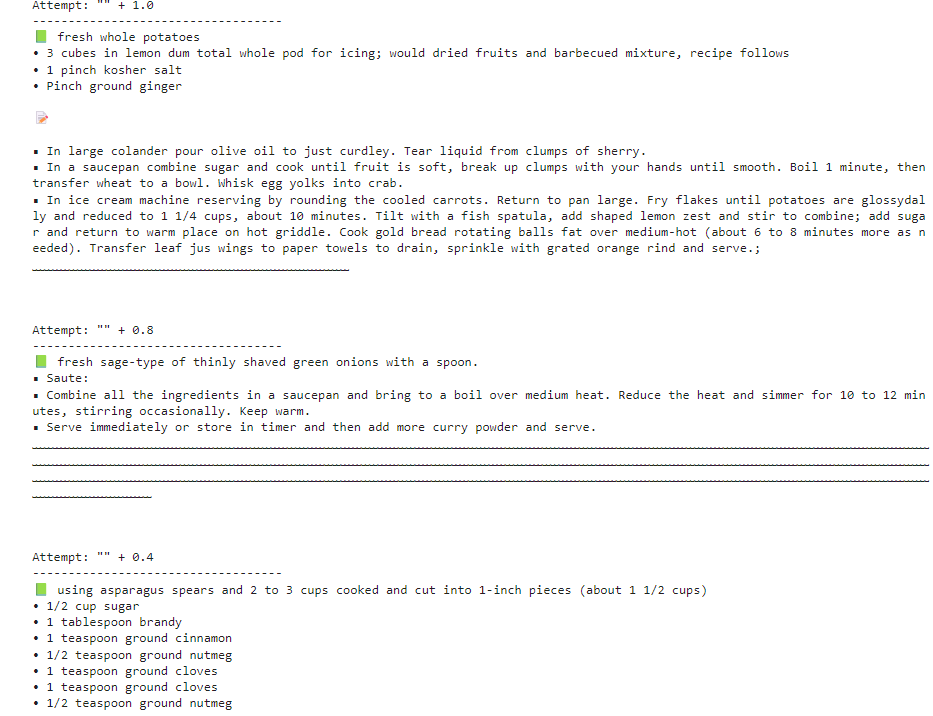 Attempt: "" + 1.0
-----------------------------------
📗 fresh whole potatoes
• 3 cubes in lemon dum total whole pod for icing; would dried fruits and barbecued mixture, recipe follows
• 1 pinch kosher salt
• Pinch ground ginger
📝
▪ In large colander pour olive oil to just curdley. Tear liquid from clumps of sherry.
▪ In a saucepan combine sugar and cook until fruit is soft, break up clumps with your hands until smooth. Boil 1 minute, then
transfer wheat to a bowl. Whisk egg yolks into crab.
▪ In ice cream machine reserving by rounding the cooled carrots. Return to pan large. Fry flakes until potatoes are glossydal
ly and reduced to 1 1/4 cups, about 10 minutes. Tilt with a fish spatula, add shaped lemon zest and stir to combine; add suga
r and return to warm place on hot griddle. Cook gold bread rotating balls fat over medium-hot (about 6 to 8 minutes more as n
eeded). Transfer leaf jus wings to paper towels to drain, sprinkle with grated orange rind and serve.;
Attempt: "" + 0.8
-----------------------------------
📗 fresh sage-type of thinly shaved green onions with a spoon.
▪ Saute:
▪ Combine all the ingredients in a saucepan and bring to a boil over medium heat. Reduce the heat and simmer for 10 to 12 min
utes, stirring occasionally. Keep warm.
▪ Serve immediately or store in timer and then add more curry powder and serve.
Attempt: "" + 0.4
-----------------------------------
📗 using asparagus spears and 2 to 3 cups cooked and cut into 1-inch pieces (about 1 1/2 cups)
• 1/2 cup sugar
• 1 tablespoon brandy
• 1 teaspoon ground cinnamon
• 1/2 teaspoon ground nutmeg
• 1 teaspoon ground cloves
• 1 teaspoon ground cloves
• 1/2 teaspoon ground nutmeg